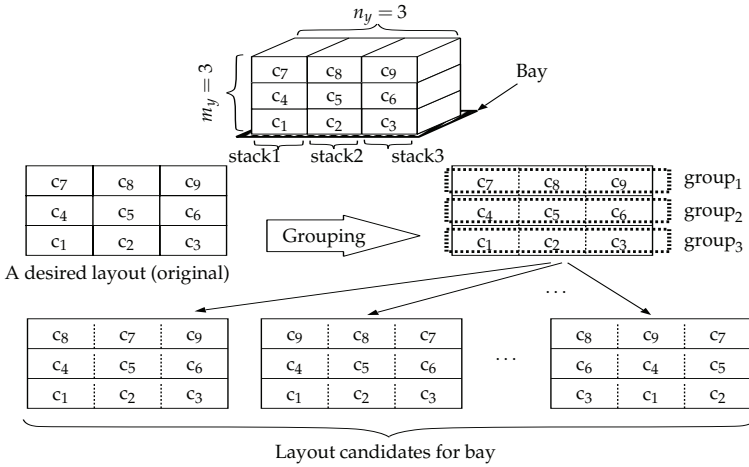 n_y = 3
m_y = 3
c₇ c₈ c₉
c₄ c₅ c₆
c₁ c₂ c₃
Bay
stack1 stack2 stack3
c₇ c₈ c₉
c₄ c₅ c₆
c₁ c₂ c₃
A desired layout (original)
Grouping
c₇ c₈ c₉ group₁
c₄ c₅ c₆ group₂
c₁ c₂ c₃ group₃
...
c₈ c₇ c₉
c₄ c₅ c₆
c₁ c₂ c₃
c₉ c₈ c₇
c₄ c₅ c₆
c₁ c₂ c₃
...
c₈ c₉ c₇
c₆ c₄ c₅
c₃ c₁ c₂
Layout candidates for bay